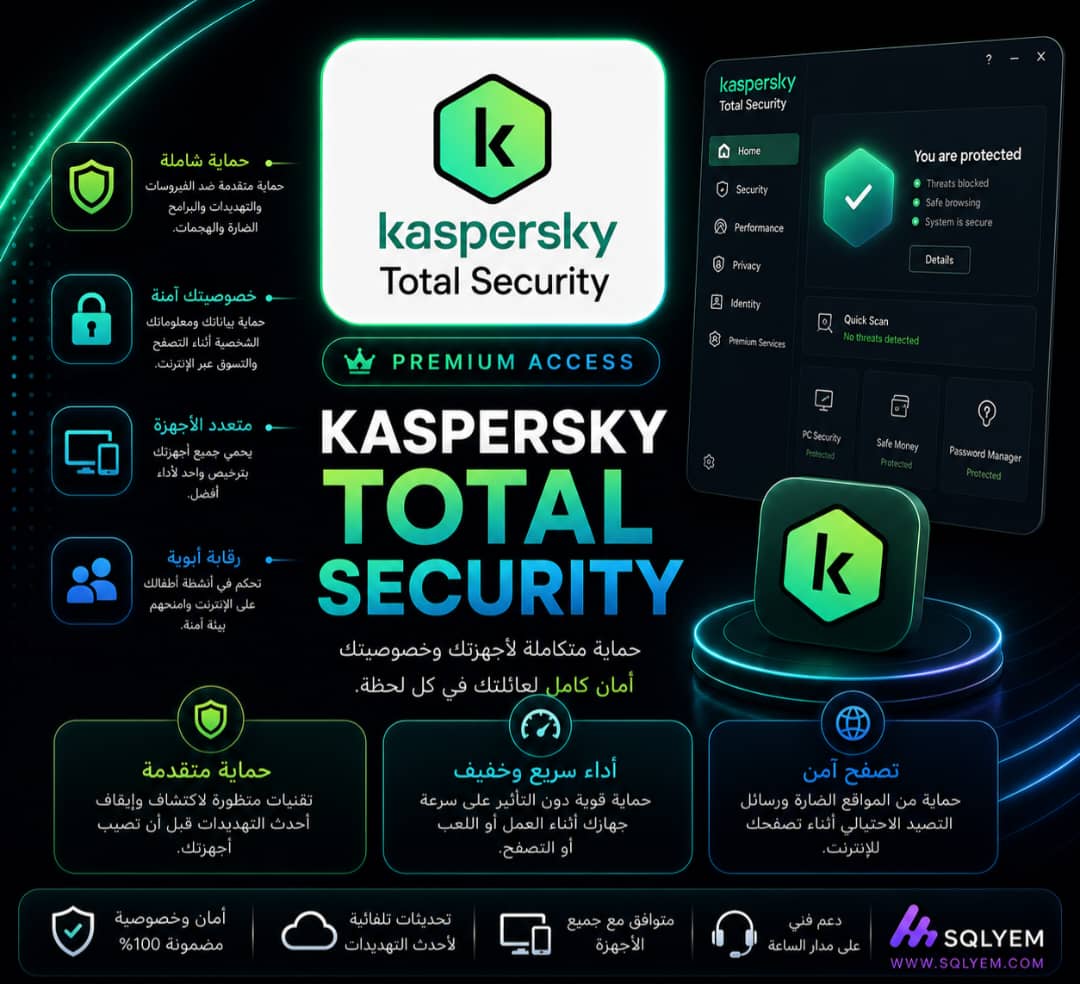 kaspersky
Total Security
PREMIUM ACCESS
KASPERSKY
TOTAL
SECURITY
حماية متكاملة لأجهزتك وخصوصيتك
أمان كامل لعائلتك في كل لحظة.
حماية شاملة
حماية متقدمة ضد الفيروسات
والتهديدات والبرامج
الضارة والهجمات.
خصوصيتك آمنة
حماية بياناتك ومعلوماتك
الشخصية أثناء التصفح
والتسوق عبر الإنترنت.
متعدد الأجهزة
يحمي جميع أجهزتك
بترخيص واحد لأداء
أفضل.
رقابة أبوية
تحكم في أنشطة أطفالك
على الإنترنت وامنحهم
بيئة آمنة.
kaspersky
Total Security
? − ×
Home
Security
Performance
Privacy
Identity
Premium Services
You are protected
Threats blocked
Safe browsing
System is secure
Details
Quick Scan
No threats detected
PC Security
Protected
Safe Money
Protected
Password Manager
Protected
k
تصفح آمن
حماية من المواقع الضارة ورسائل
التصيد الاحتيالي أثناء تصفحك
للإنترنت.
أداء سريع وخفيف
حماية قوية دون التأثير على سرعة
جهازك أثناء العمل أو اللعب
أو التصفح.
حماية متقدمة
تقنيات متظورة لاكتشاف وإيقاف
أحدث التهديدات قبل أن تصيب
أجهزتك.
دعم فني
على مدار الساعة
متوافق مع جميع
الأجهزة
تحديثات تلفائية
لأحدث التهديدات
أمان وخصوصية
مضمونة 100%
SQLYEM
WWW.SQLYEM.COM